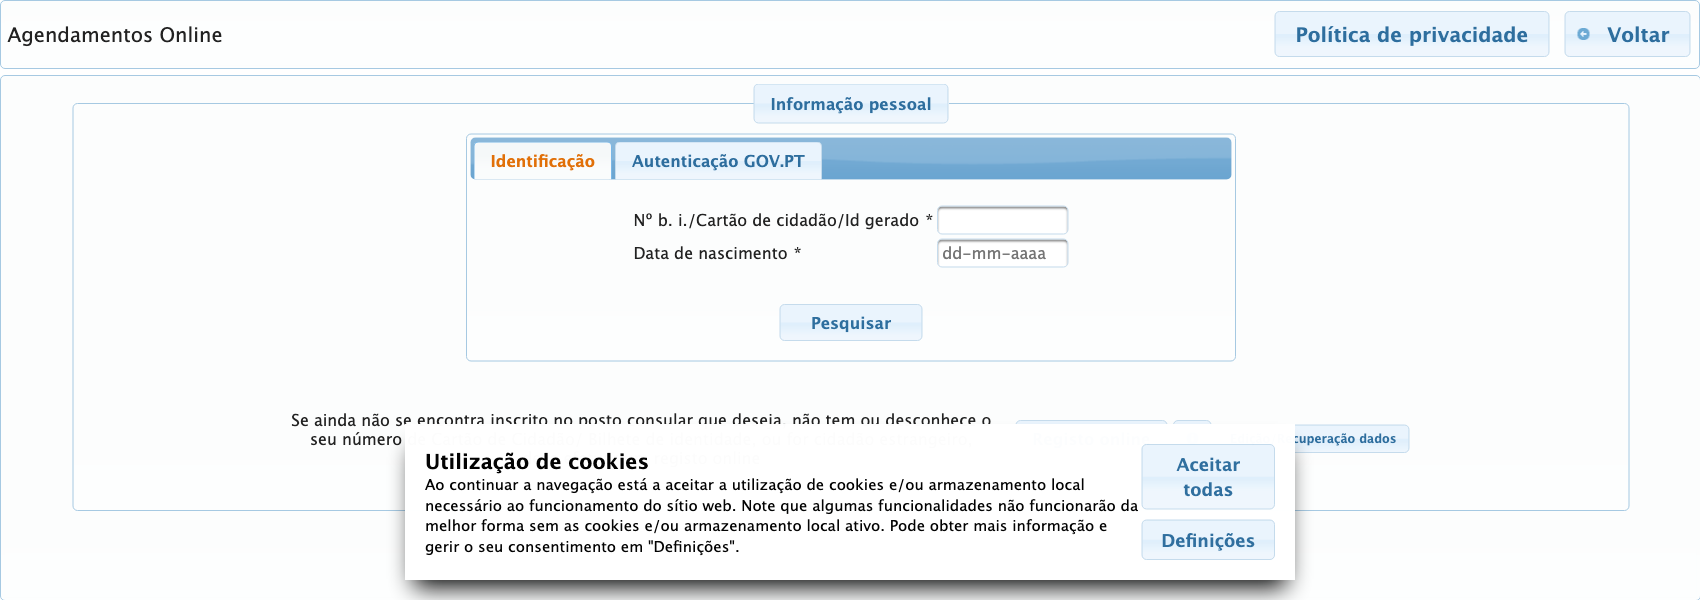 Agendamentos Online
Política de privacidade
Voltar
Informação pessoal
Identificação
Autenticação GOV.PT
Nº b. i./Cartão de cidadão/Id gerado *
Data de nascimento *
dd-mm-aaaa
Pesquisar
Se ainda não se encontra inscrito no posto consular que deseja, não tem ou desconhece o
seu número
cuperação dados
Utilização de cookies
Ao continuar a navegação está a aceitar a utilização de cookies e/ou armazenamento local
necessário ao funcionamento do sítio web. Note que algumas funcionalidades não funcionarão da
melhor forma sem as cookies e/ou armazenamento local ativo. Pode obter mais informação e
gerir o seu consentimento em "Definições".
Aceitar
todas
Definições